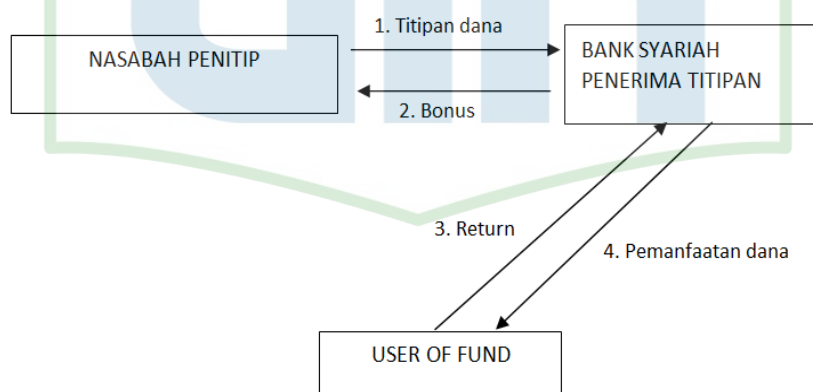 1. Titipan dana
NASABAH PENITIP
BANK SYARIAH
PENERIMA TITIPAN
2. Bonus
3. Return
4. Pemanfaatan dana
USER OF FUND